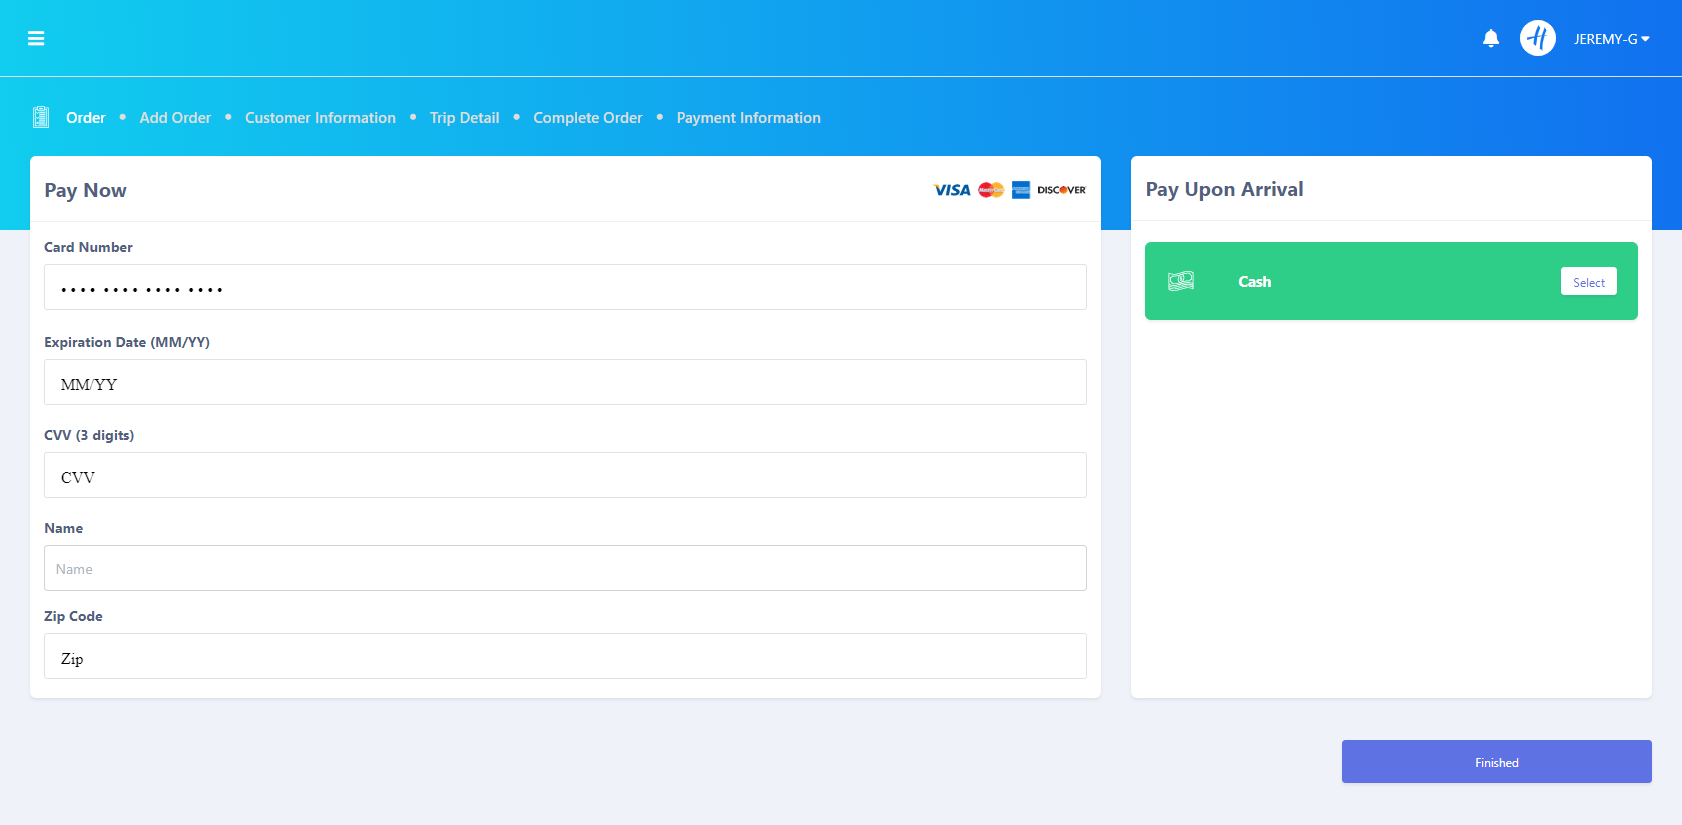 JEREMY-G
Order • Add Order • Customer Information • Trip Detail • Complete Order • Payment Information
Pay Now
VISA MasterCard DISCOVER
Pay Upon Arrival
Card Number
•••• •••• •••• ••••
Cash
Select
Expiration Date (MM/YY)
MM/YY
CVV (3 digits)
CVV
Name
Name
Zip Code
Zip
Finished